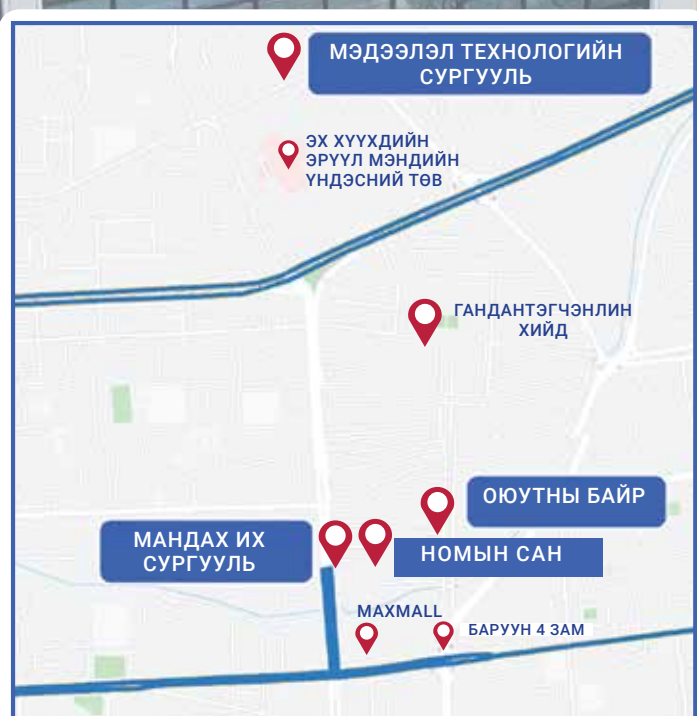 МЭДЭЭЛЭЛ ТЕХНОЛОГИЙН
СУРГУУЛЬ
ЭХ ХҮҮХДИЙН
ЭРҮҮЛ МЭНДИЙН
ҮНДЭСНИЙ ТӨВ
ГАНДАНТЭГЧЭНЛИН
ХИЙД
ОЮУТНЫ БАЙР
МАНДАХ ИХ
СУРГУУЛЬ
НОМЫН САН
MAXMALL
БАРУУН 4 ЗАМ